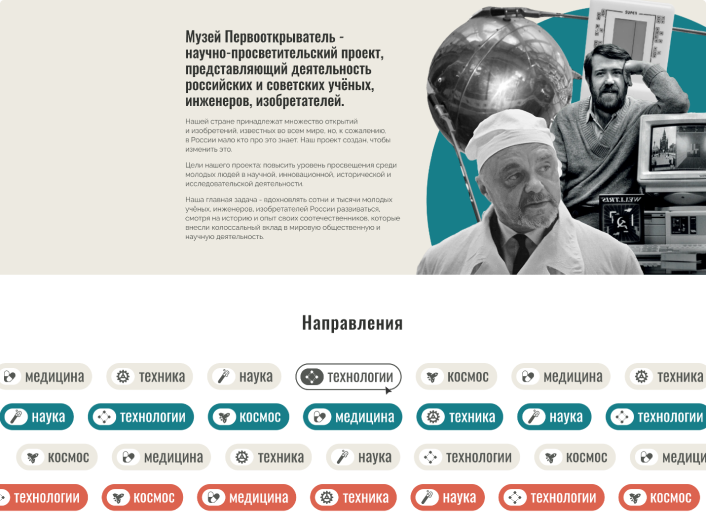 Музей Первооткрыватель -
научно-просветительский проект,
представляющий деятельность
российских и советских учёных,
инженеров, изобретателей.
Нашей стране принадлежат множество открытий
и изобретений, известных во всем мире, но, к сожалению,
в России мало кто про это знает. Наш проект создан, чтобы
изменить это.
Цели нашего проекта: повысить уровень просвещения среди
молодых людей в научной, инновационной, исторической и
исследовательской деятельности.
Наша главная задача - вдохновлять сотни и тысячи молодых
учёных, инженеров, изобретателей России развиваться,
смотря на историю и опыт своих соотечественников, которые
внесли колоссальный вклад в мировую общественную и
научную деятельность.
WELLTRIS
Направления
медицина техника наука технологии космос медицина техника
наука технологии космос медицина техника наука технологии
космос медицина техника наука технологии космос медици
технологии космос медицина техника наука технологии космос